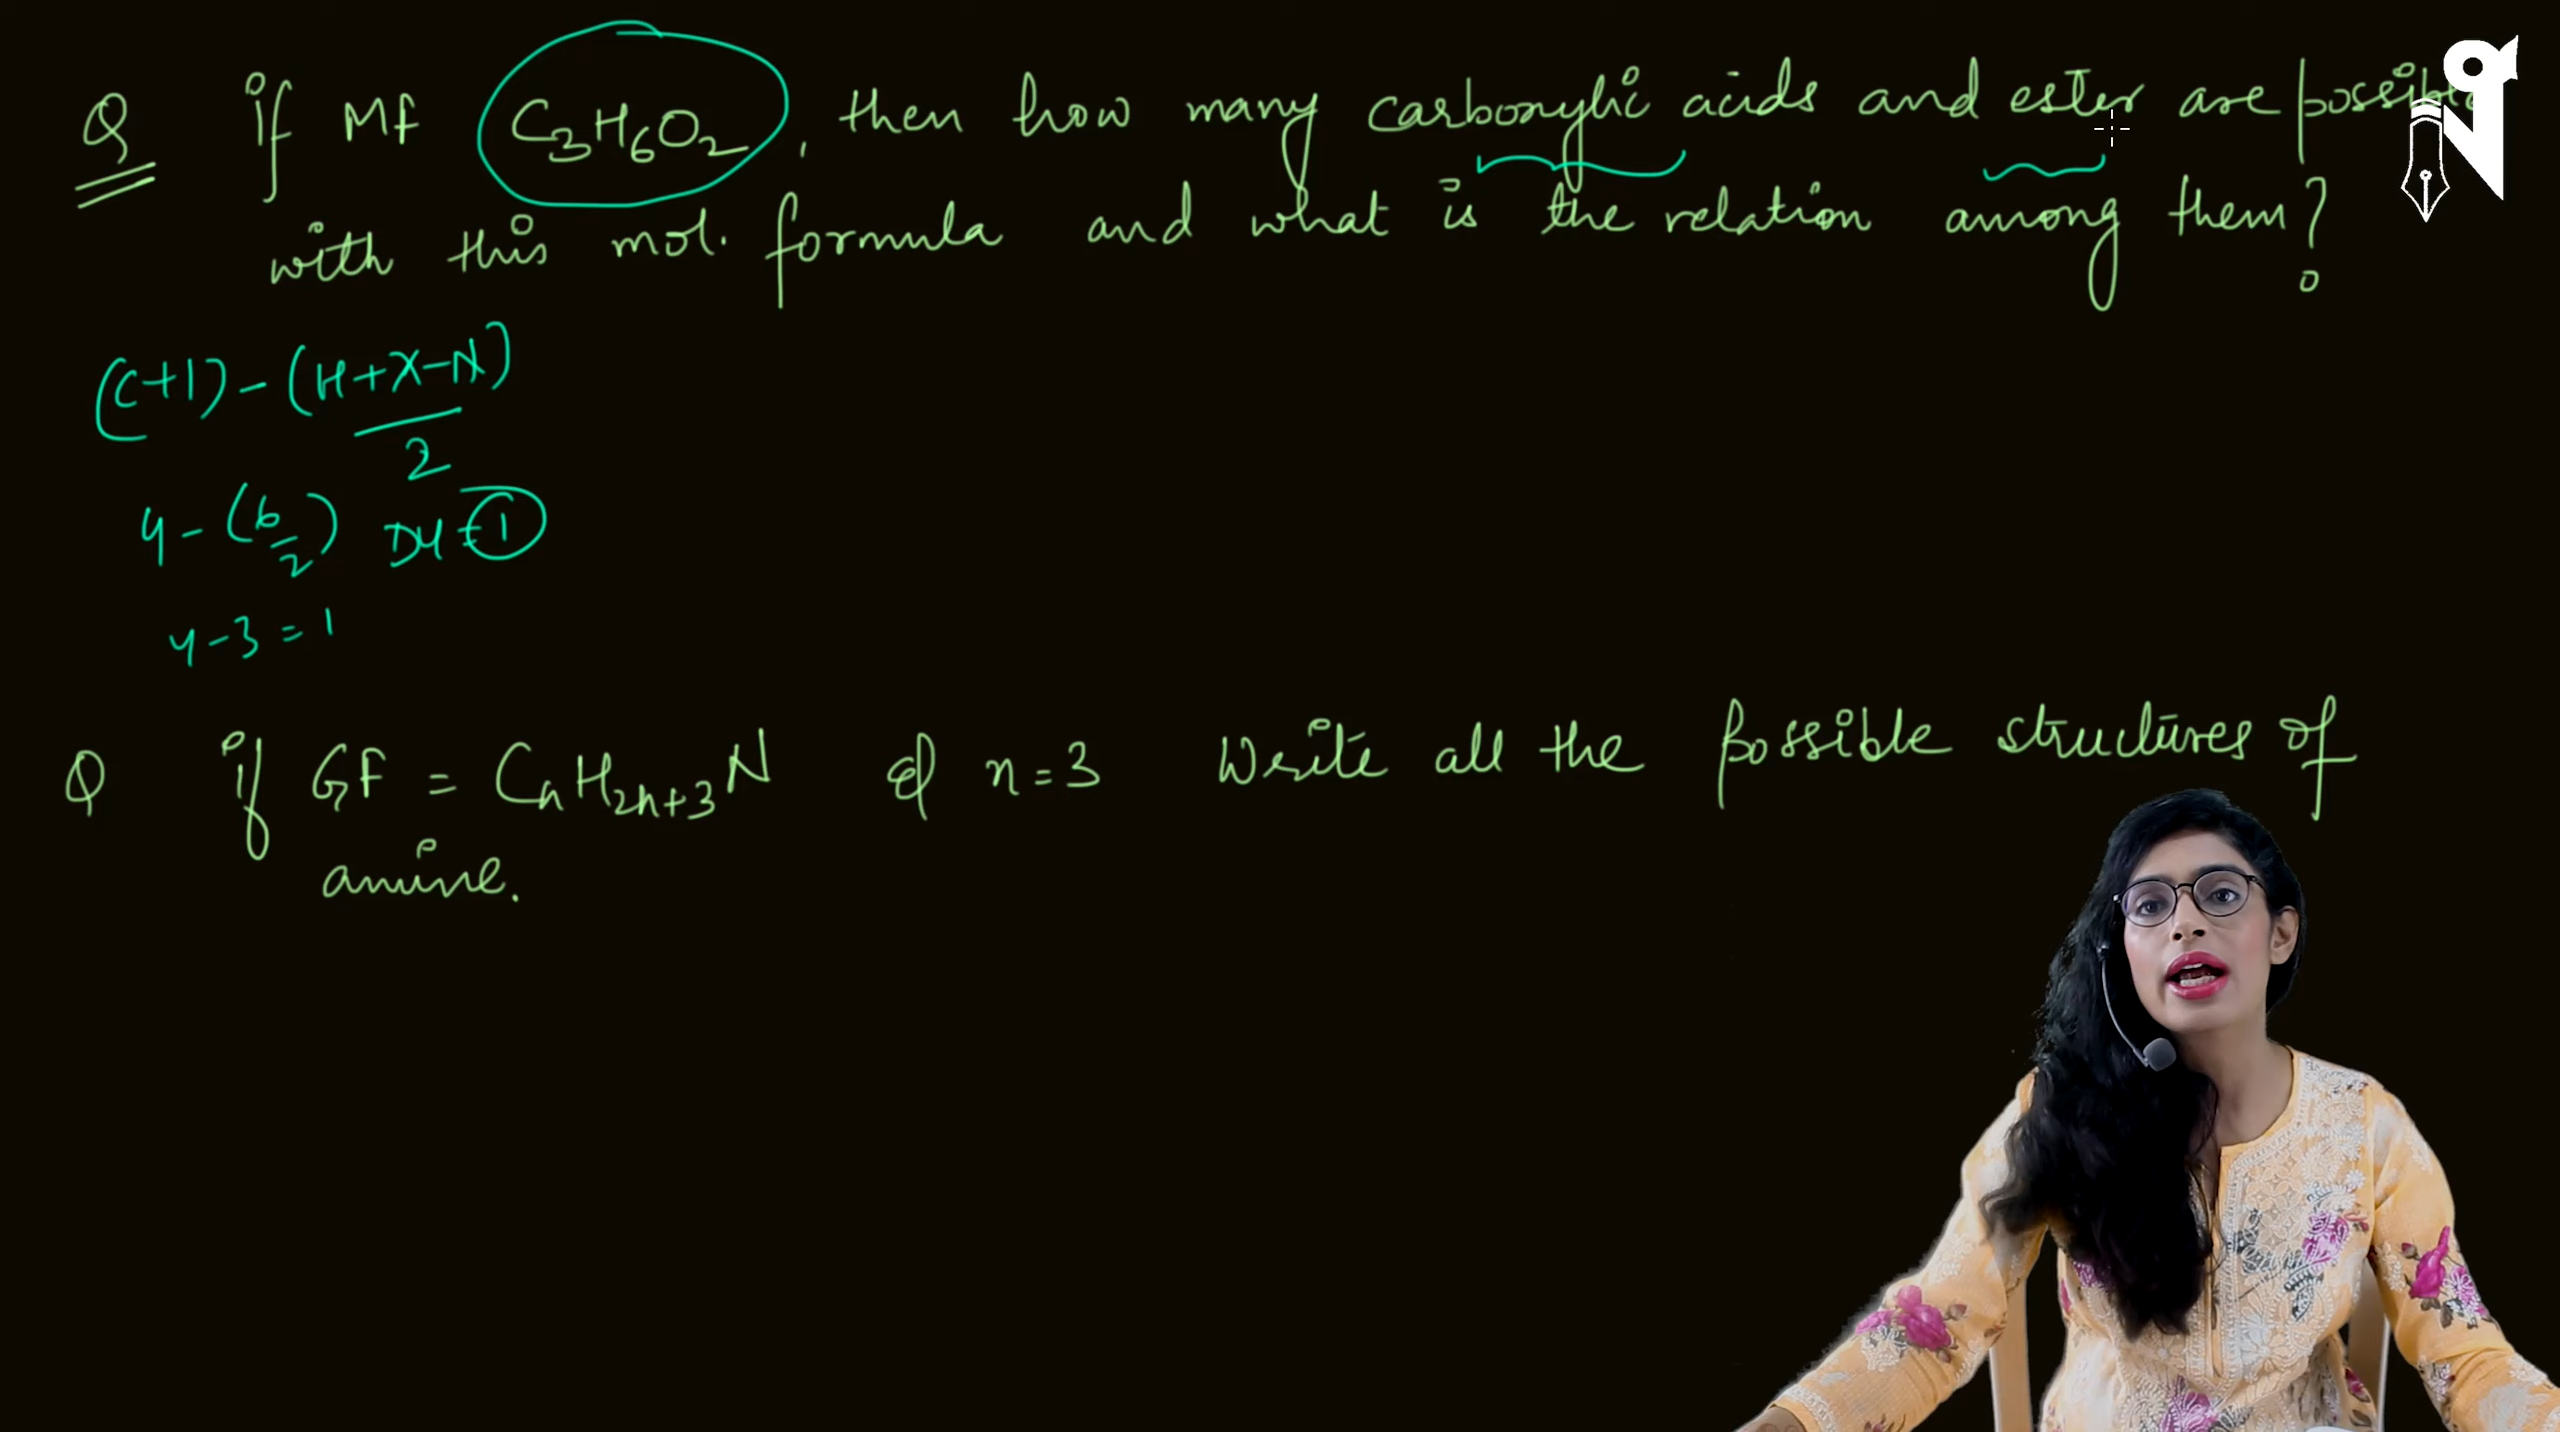 Q if Mf C3H6O2, then how many carboxylic acids and ester are possible
with this mol. formula and what is the relation among them?
(C+1)-(H+X-N)
2
4-(6/2) DU=1
4-3=1
Q if GF = CnH2n+3N & n=3 Write all the possible structures of
amine.